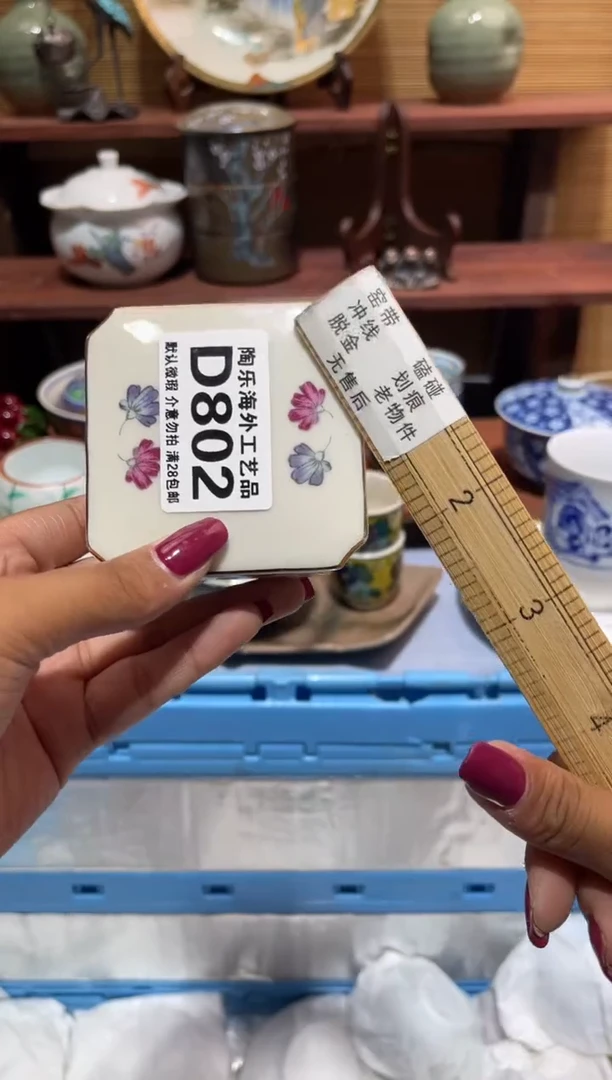 陶乐海外工艺品
D802
默认微瑕 介意勿拍 满28包邮
窑带 磕碰
冲线 划痕
脱金 老物件
无售后
2
3
4